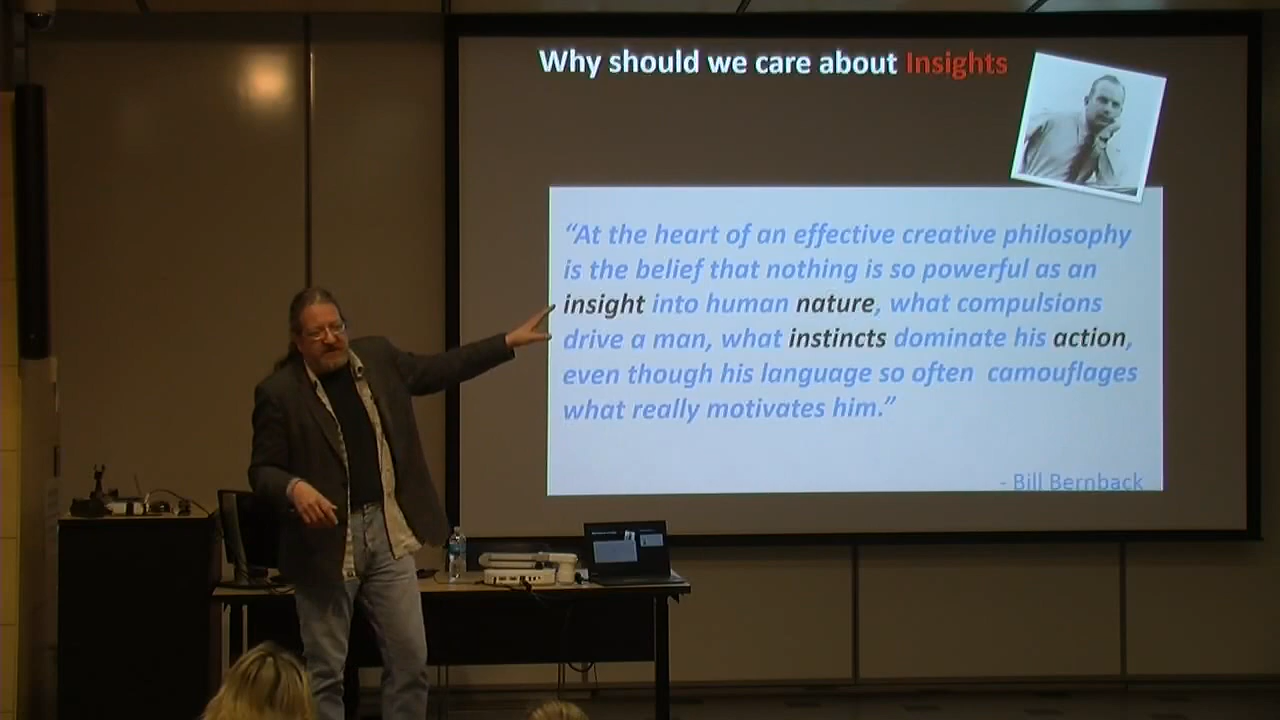 Why should we care about Insights
“At the heart of an effective creative philosophy
is the belief that nothing is so powerful as an
insight into human nature, what compulsions
drive a man, what instincts dominate his action,
even though his language so often camouflages
what really motivates him.”
- Bill Bernback